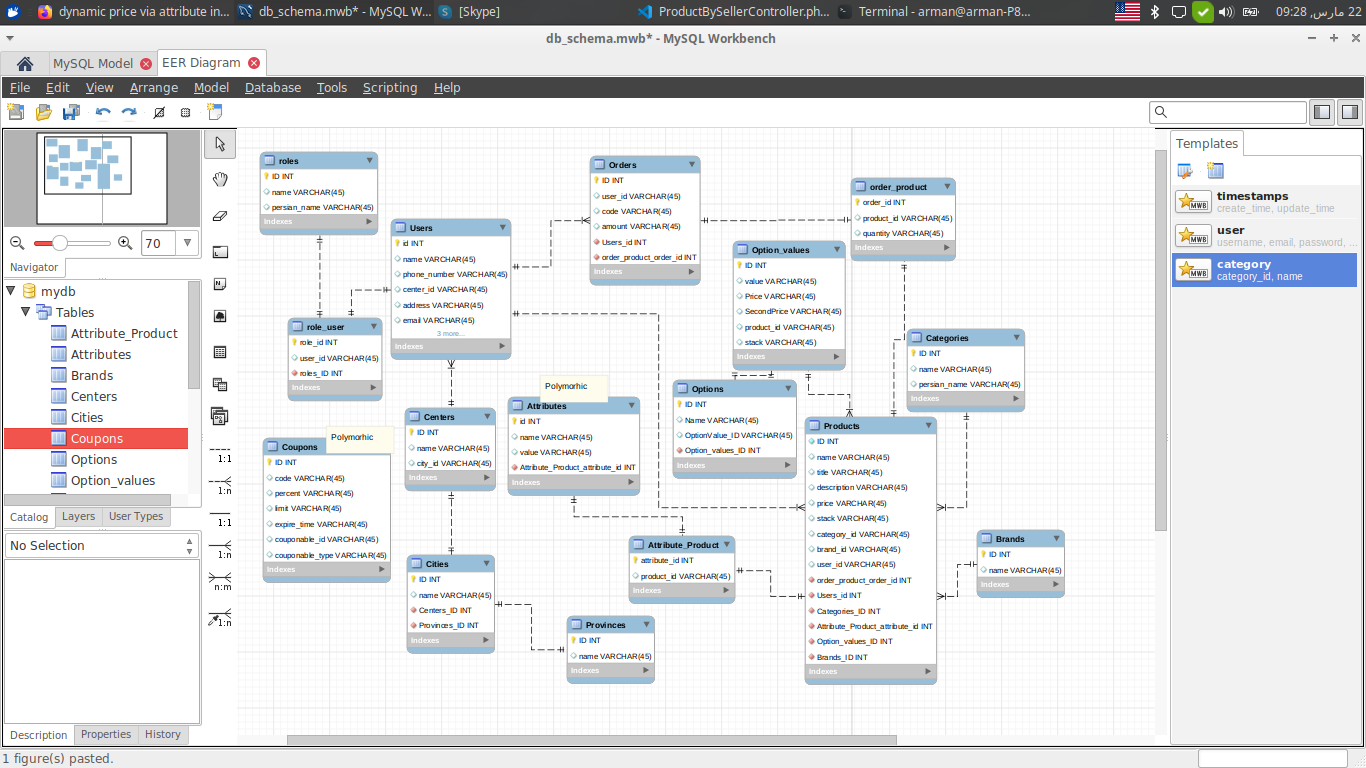 dynamic price via attribute in...
db_schema.mwb* - MySQL W...
[Skype]
ProductBySellerController.ph...
Terminal - arman@arman-P8...
22 مارس, 09:28
db_schema.mwb* - MySQL Workbench
MySQL Model
EER Diagram
File Edit View Arrange Model Database Tools Scripting Help
70
Navigator
mydb
Tables
Attribute_Product
Attributes
Brands
Centers
Cities
Coupons
Options
Option_values
Catalog Layers User Types
No Selection
Description Properties History
1 figure(s) pasted.
1:1
1:n
1:1
1:n
n:m
1:n
roles
ID INT
name VARCHAR(45)
persian_name VARCHAR(45)
Indexes
Users
id INT
name VARCHAR(45)
phone_number VARCHAR(45)
center_id VARCHAR(45)
address VARCHAR(45)
email VARCHAR(45)
3 more...
Indexes
Orders
ID INT
user_id VARCHAR(45)
code VARCHAR(45)
amount VARCHAR(45)
Users_id INT
order_product_order_id INT
Indexes
order_product
order_id INT
product_id VARCHAR(45)
quantity VARCHAR(45)
Indexes
Option_values
ID INT
value VARCHAR(45)
Price VARCHAR(45)
SecondPrice VARCHAR(45)
product_id VARCHAR(45)
stack VARCHAR(45)
Indexes
role_user
role_id INT
user_id VARCHAR(45)
roles_ID INT
Indexes
Categories
ID INT
name VARCHAR(45)
persian_name VARCHAR(45)
Indexes
Polymorhic
Attributes
id INT
name VARCHAR(45)
value VARCHAR(45)
Attribute_Product_attribute_id INT
Indexes
Options
ID INT
Name VARCHAR(45)
OptionValue_ID VARCHAR(45)
Option_values_ID INT
Indexes
Centers
ID INT
name VARCHAR(45)
city_id VARCHAR(45)
Indexes
Polymorhic
Coupons
ID INT
code VARCHAR(45)
percent VARCHAR(45)
limit VARCHAR(45)
expire_time VARCHAR(45)
couponable_id VARCHAR(45)
couponable_type VARCHAR(45)
Indexes
Products
ID INT
name VARCHAR(45)
title VARCHAR(45)
description VARCHAR(45)
price VARCHAR(45)
stack VARCHAR(45)
category_id VARCHAR(45)
brand_id VARCHAR(45)
user_id VARCHAR(45)
order_product_order_id INT
Users_id INT
Categories_ID INT
Attribute_Product_attribute_id INT
Option_values_ID INT
Brands_ID INT
Indexes
Attribute_Product
attribute_id INT
product_id VARCHAR(45)
Indexes
Brands
ID INT
name VARCHAR(45)
Indexes
Cities
ID INT
name VARCHAR(45)
Centers_ID INT
Provinces_ID INT
Indexes
Provinces
ID INT
name VARCHAR(45)
Indexes
Templates
timestamps
create_time, update_time
user
username, email, password, ...
category
category_id, name